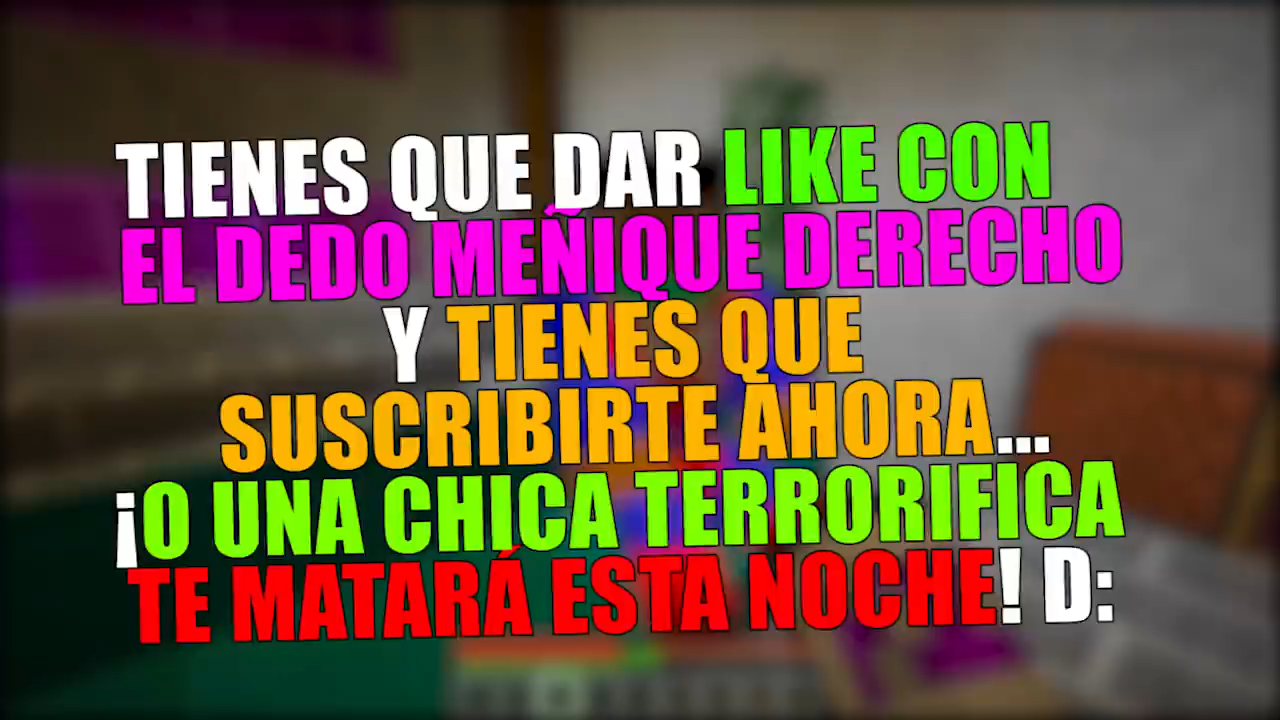 TIENES QUE DAR LIKE CON
EL DEDO MEÑIQUE DERECHO
Y TIENES QUE
SUSCRIBIRTE AHORA...
¡O UNA CHICA TERRORIFICA
TE MATARÁ ESTA NOCHE! D: